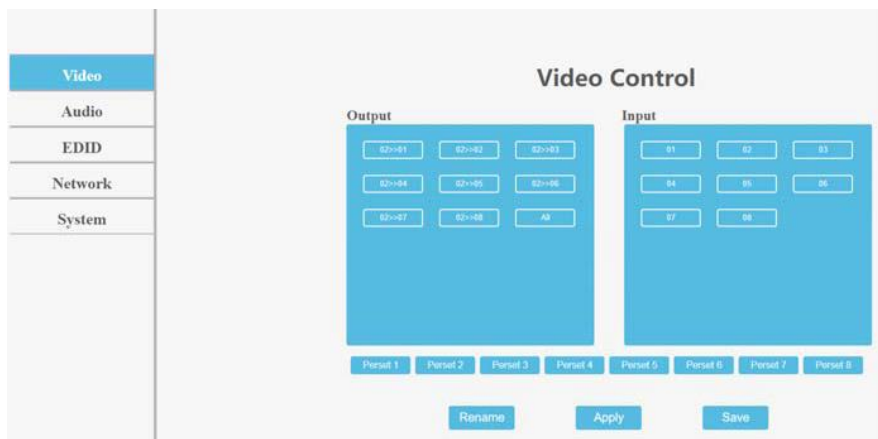 Video
Audio
EDID
Network
System
Video Control
Output
02>>01 02>>02 02>>03
02>>04 02>>05 02>>06
02>>07 02>>08 All
Input
01 02 03
04 05 06
07 08
Perset 1 Perset 2 Perset 3 Perset 4 Perset 5 Perset 6 Perset 7 Perset 8
Rename Apply Save